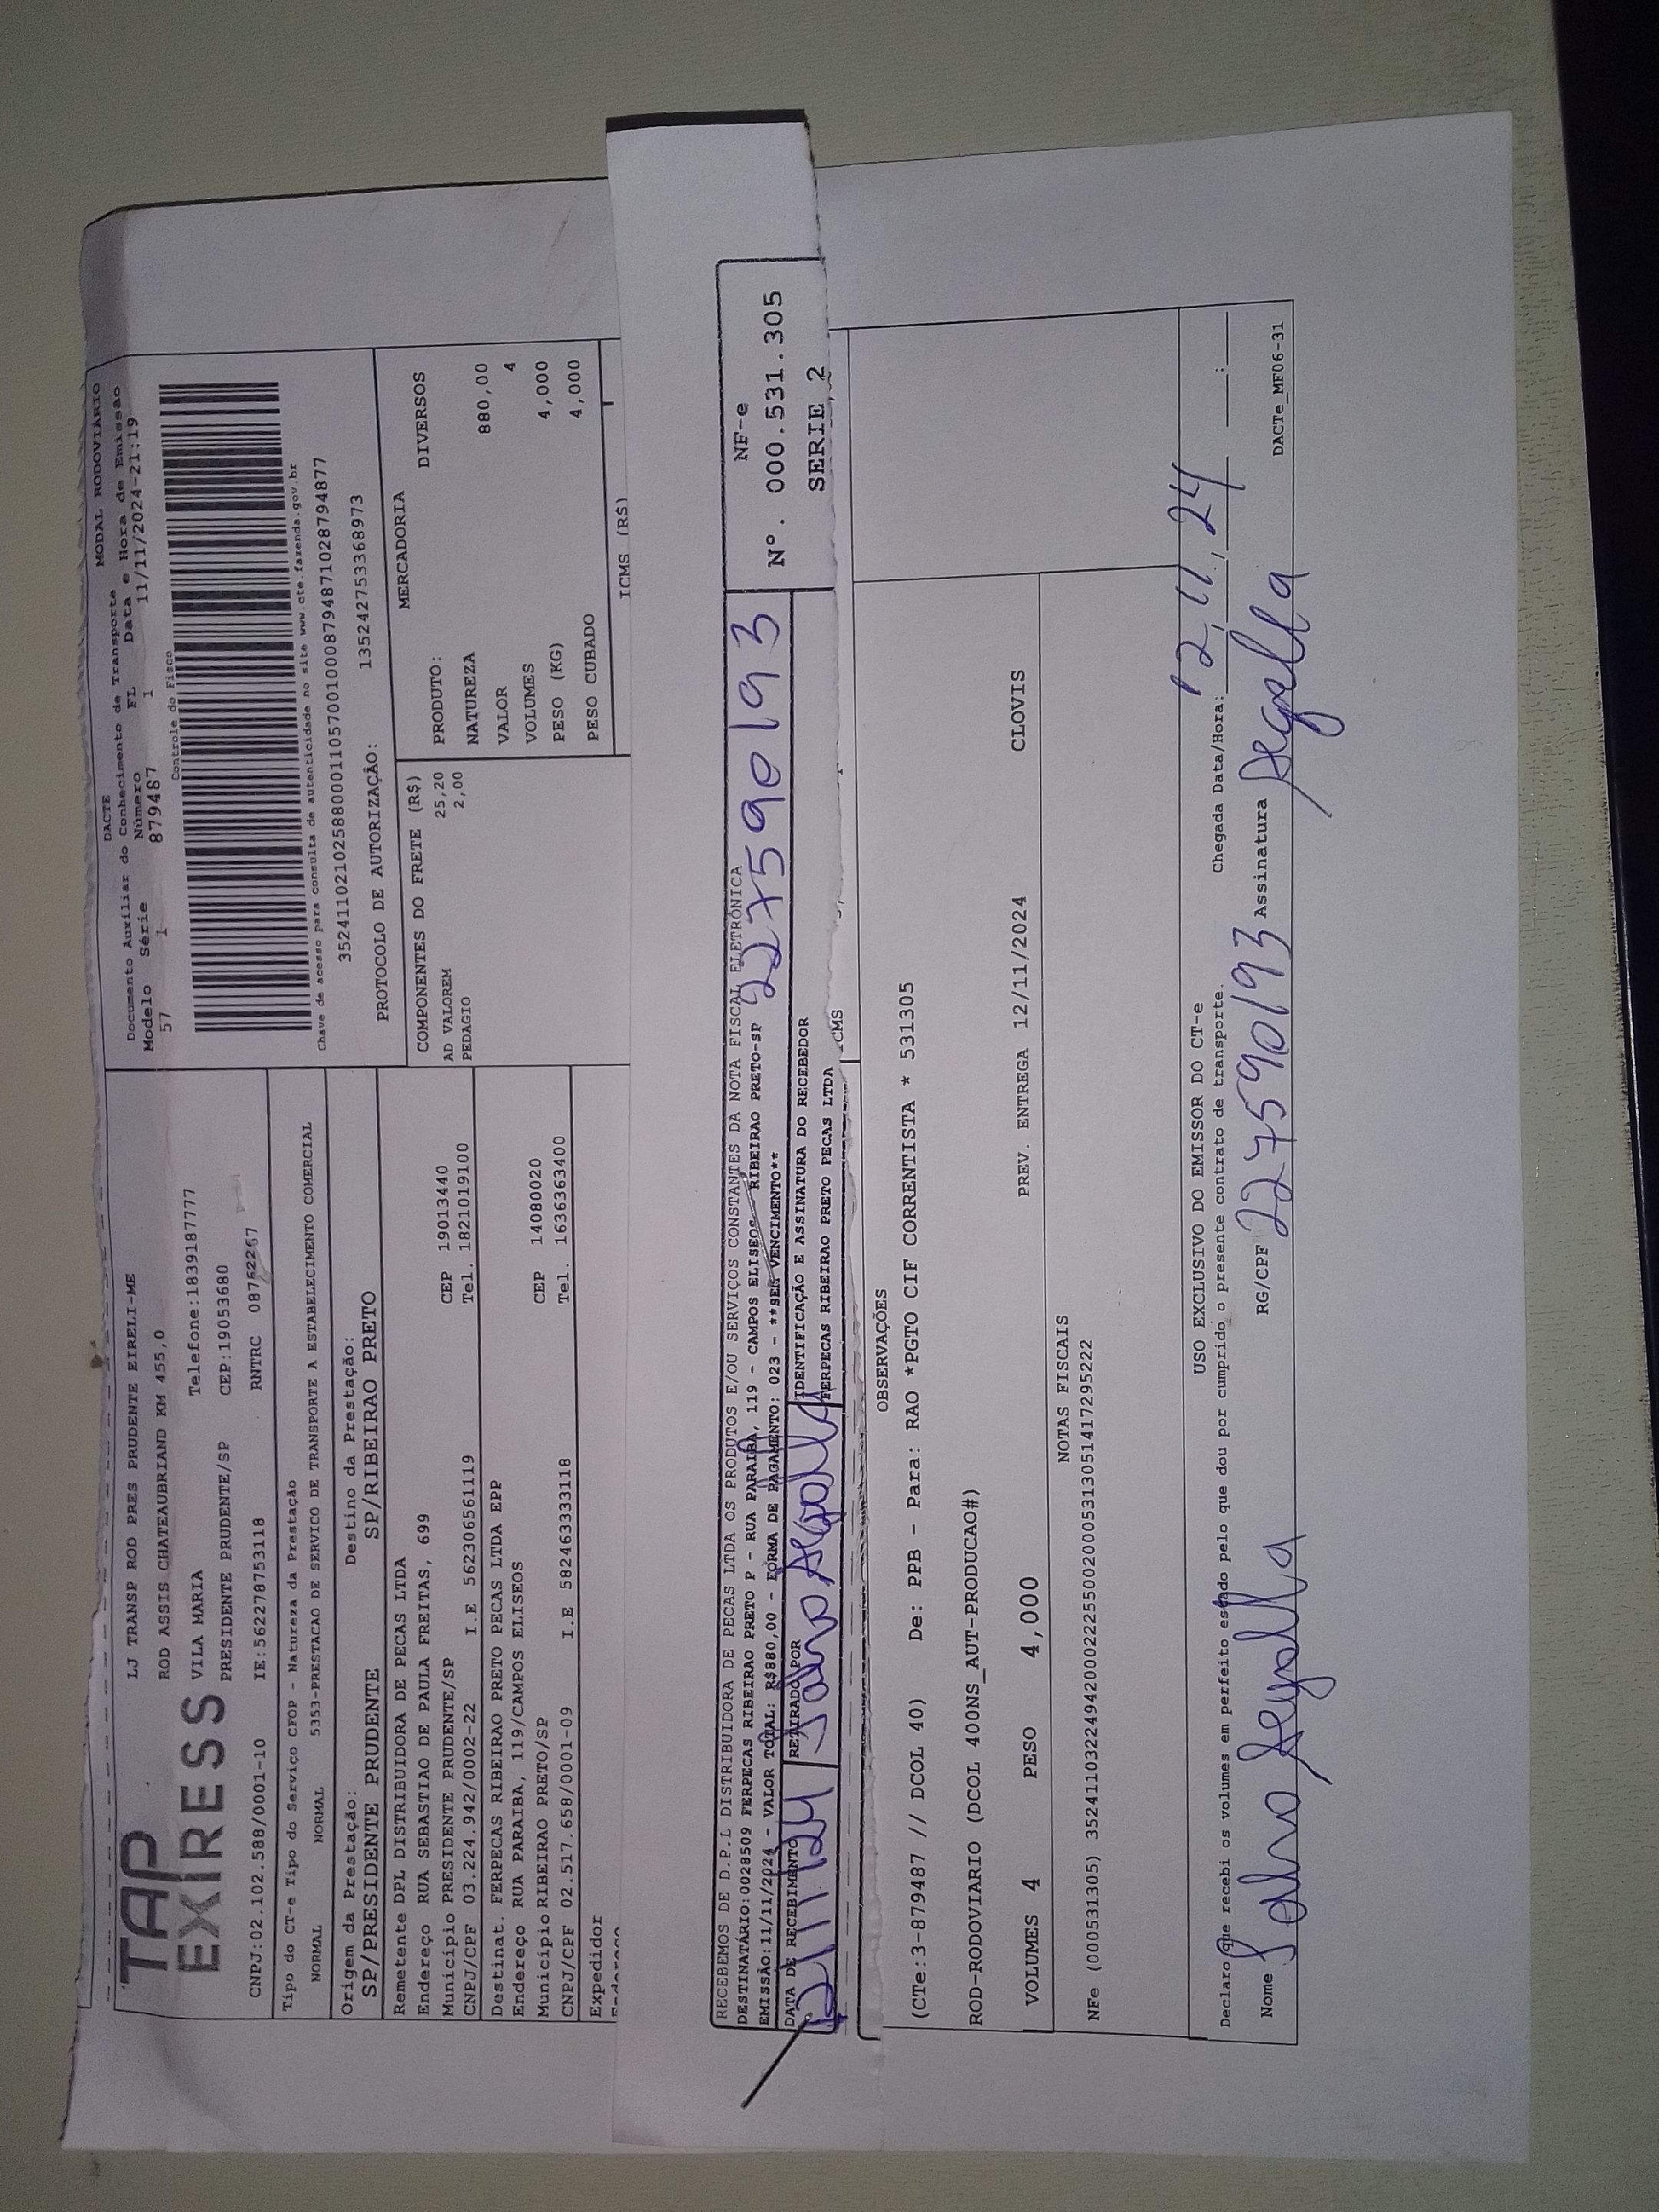 TAP
EXPRESS
LJ TRANSP ROD PRES PRUDENTE EIRELI-ME
ROD ASSIS CHATEAUBRIAND KM 455,0
VILA MARIA Telefone:1839187777
PRESIDENTE PRUDENTE/SP CEP:19053680
CNPJ:02.102.588/0001-10 IE:562278753118 RNTRC 08762267
MODAL RODOVIÁRIO
DACTE
Documento Auxiliar do Conhecimento de Transporte
Modelo Série Número FL Data e Hora de Emissão
57 1 879487 1 11/11/2024-21:19
Controle do Fisco
Chave de acesso para consulta de autenticidade no site www.cte.fazenda.gov.br
35241102102588000110570010008794871028794877
PROTOCOLO DE AUTORIZAÇÃO: 135242753368973
Tipo do CT-e Tipo do Serviço CFOP - Natureza da Prestação
NORMAL NORMAL 5353-PRESTACAO DE SERVICO DE TRANSPORTE A ESTABELECIMENTO COMERCIAL
Origem da Prestação: Destino da Prestação:
SP/PRESIDENTE PRUDENTE SP/RIBEIRAO PRETO
Remetente DPL DISTRIBUIDORA DE PECAS LTDA
Endereço RUA SEBASTIAO DE PAULA FREITAS, 699
Município PRESIDENTE PRUDENTE/SP CEP 19013440
CNPJ/CPF 03.224.942/0002-22 I.E 562330561119 Tel. 1821019100
Destinat. FERPECAS RIBEIRAO PRETO PECAS LTDA EPP
Endereço RUA PARAIBA, 119/CAMPOS ELISEOS
Município RIBEIRAO PRETO/SP CEP 14080020
CNPJ/CPF 02.517.658/0001-09 I.E 582463333118 Tel. 1636363400
Expedidor
COMPONENTES DO FRETE (R$)
AD VALOREM 25,20
PEDAGIO 2,00
MERCADORIA
PRODUTO: DIVERSOS
NATUREZA
VALOR 880,00
VOLUMES 4
PESO (KG) 4,000
PESO CUBADO 4,000
ICMS (R$)
RECEBEMOS DE D.P.L DISTRIBUIDORA DE PECAS LTDA OS PRODUTOS E/OU SERVIÇOS CONSTANTES DA NOTA FISCAL ELETRÔNICA
DESTINATÁRIO:0028509 FERPECAS RIBEIRAO PRETO P - RUA PARAIBA, 119 - CAMPOS ELISEOS - RIBEIRAO PRETO-SP
EMISSÃO:11/11/2024 - VALOR TOTAL: R$880,00 - FORMA DE PAGAMENTO: 023 - **SEM VENCIMENTO**
227590193
DATA DE RECEBIMENTO RETIRADO POR IDENTIFICAÇÃO E ASSINATURA DO RECEBEDOR
FERPECAS RIBEIRAO PRETO PECAS LTDA
12/11/24
NF-e
Nº. 000.531.305
SERIE 2
ICMS
OBSERVAÇÕES
(CTe:3-879487 // DCOL 40) De: PPB - Para: RAO *PGTO CIF CORRENTISTA * 531305
ROD-RODOVIARIO (DCOL 400NS_AUT-PRODUCAO#)
VOLUMES 4 PESO 4,000 PREV. ENTREGA 12/11/2024 CLOVIS
NOTAS FISCAIS
NFe (000531305) 35241103224942000222550020005313051417295222
USO EXCLUSIVO DO EMISSOR DO CT-e
Declaro que recebi os volumes em perfeito estado pelo que dou por cumprido o presente contrato de transporte. Chegada Data/Hora: 12/11/24 __:__
Nome RG/CPF 227590193 Assinatura
DACTe_MF06-31